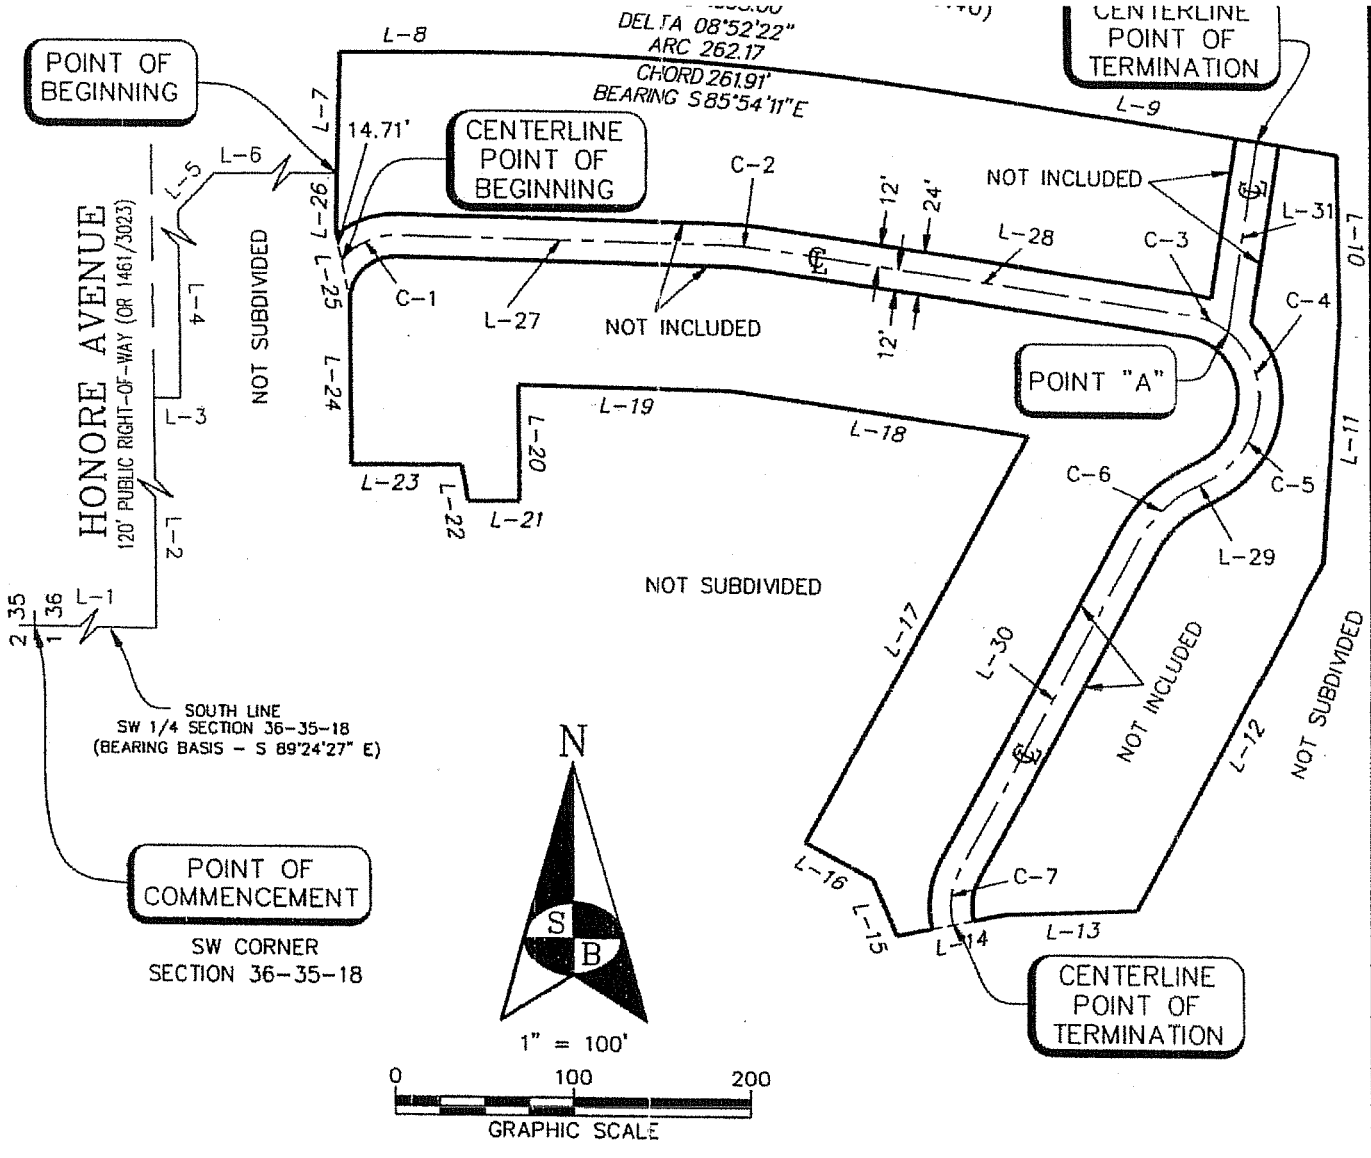 DELTA 08°52'22"
ARC 262.17
CHORD 261.91'
BEARING S 85°54'11" E
CENTERLINE
POINT OF
TERMINATION
L-8
L-9
POINT OF
BEGINNING
L-7
14.71'
CENTERLINE
POINT OF
BEGINNING
L-6
L-5
L-26
C-2
12'
24'
NOT INCLUDED
L-28
C-3
L-31
L-10
HONORE AVENUE
120' PUBLIC RIGHT-OF-WAY (OR 1461/3023)
NOT SUBDIVIDED
L-4
L-25
C-1
L-27
NOT INCLUDED
12'
C-4
POINT "A"
L-3
L-24
L-19
L-18
L-11
L-20
L-23
L-22
L-21
C-6
C-5
L-2
L-29
NOT SUBDIVIDED
35
36
2
1
L-1
L-17
L-30
NOT INCLUDED
NOT SUBDIVIDED
L-12
SOUTH LINE
SW 1/4 SECTION 36-35-18
(BEARING BASIS - S 89°24'27" E)
N
POINT OF
COMMENCEMENT
SW CORNER
SECTION 36-35-18
S
B
L-16
L-15
C-7
L-14
L-13
CENTERLINE
POINT OF
TERMINATION
1" = 100'
0
100
200
GRAPHIC SCALE